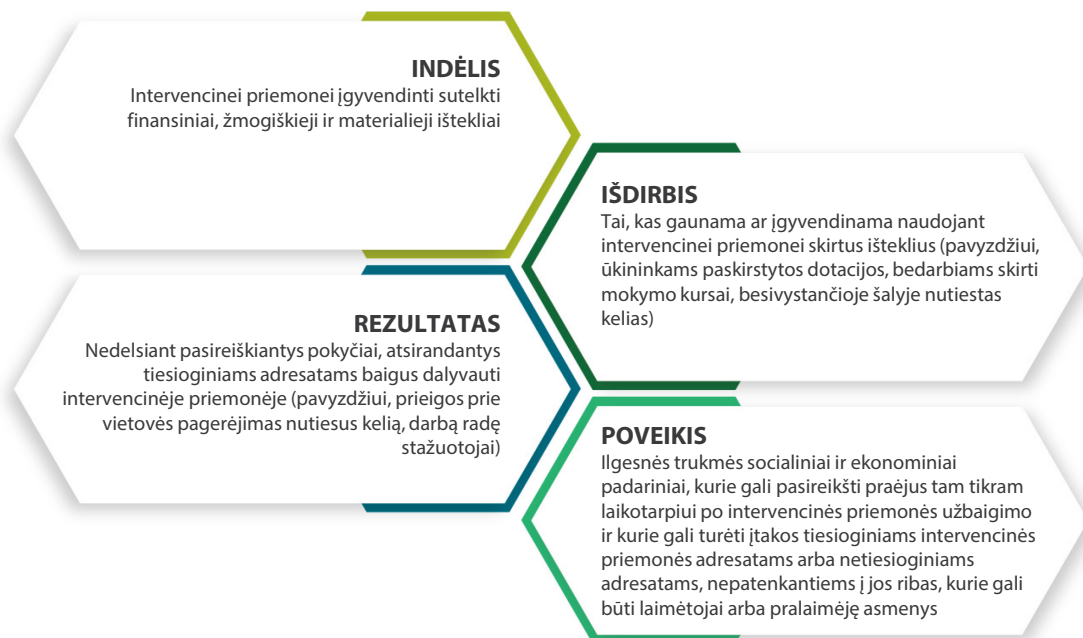 INDĖLIS
Intervencinei priemonei įgyvendinti sutelkti
finansiniai, žmogiškieji ir materialieji ištekliai
IŠDIRBIS
Tai, kas gaunama ar įgyvendinama naudojant
intervencinei priemonei skirtus išteklius (pavyzdžiui,
ūkininkams paskirstytos dotacijos, bedarbiams skirti
mokymo kursai, besivystančioje šalyje nutiestas
kelias)
REZULTATAS
Nedelsiant pasireiškiantys pokyčiai, atsirandantys
tiesioginiams adresatams baigus dalyvauti
intervencinėje priemonėje (pavyzdžiui, prieigos prie
vietovės pagerėjimas nutiesus kelią, darbą radę
stažuotojai)
POVEIKIS
Ilgesnės trukmės socialiniai ir ekonominiai
padariniai, kurie gali pasireikšti praėjus tam tikram
laikotarpiui po intervencinės priemonės užbaigimo
ir kurie gali turėti įtakos tiesioginiams intervencinės
priemonės adresatams arba netiesioginiams
adresatams, nepatenkantiems į jos ribas, kurie gali
būti laimėtojai arba pralaimėję asmenys